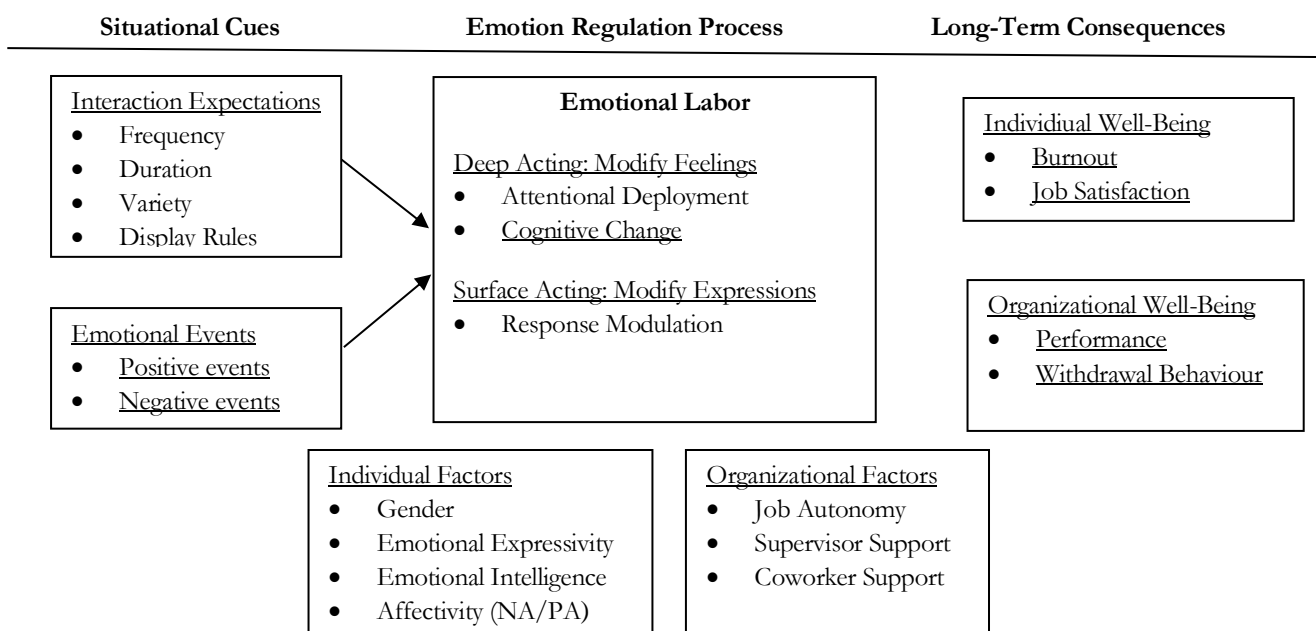 Situational Cues
Emotion Regulation Process
Long-Term Consequences
Interaction Expectations
• Frequency
• Duration
• Variety
• Display Rules
Emotional Events
• Positive events
• Negative events
Emotional Labor
Deep Acting: Modify Feelings
• Attentional Deployment
• Cognitive Change
Surface Acting: Modify Expressions
• Response Modulation
Individiual Well-Being
• Burnout
• Job Satisfaction
Organizational Well-Being
• Performance
• Withdrawal Behaviour
Individual Factors
• Gender
• Emotional Expressivity
• Emotional Intelligence
• Affectivity (NA/PA)
Organizational Factors
• Job Autonomy
• Supervisor Support
• Coworker Support